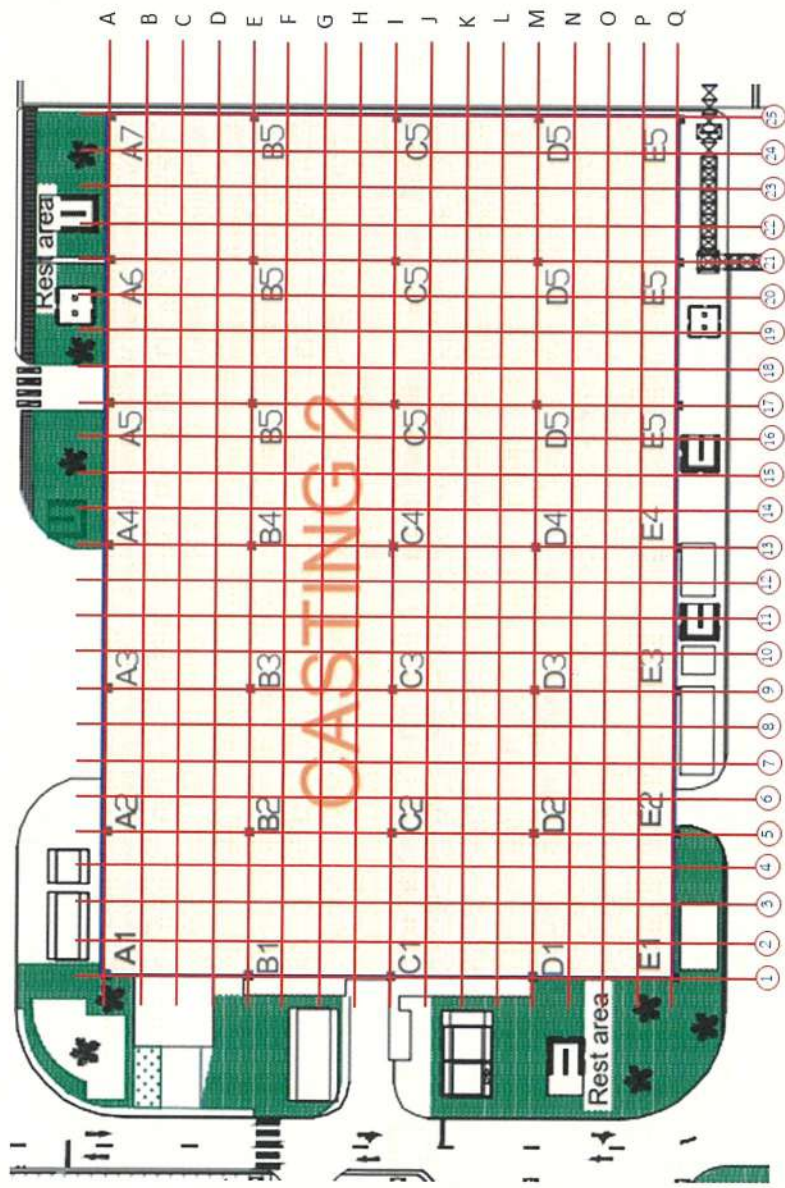 Rest area
A
A1 A2 A3 A4 A5 A6 A7
B
C
D
E
B1 B2 B3 B4 B5 B5 B5
F
G
CASTING 2
H
I
C1 C2 C3 C4 C5 C5 C5
J
K
L
M
D1 D2 D3 D4 D5 D5 D5
N
Rest area
O
P
E1 E2 E3 E4 E5 E5 E5
Q
1 2 3 4 5 6 7 8 9 10 11 12 13 14 15 16 17 18 19 20 21 22 23 24 25